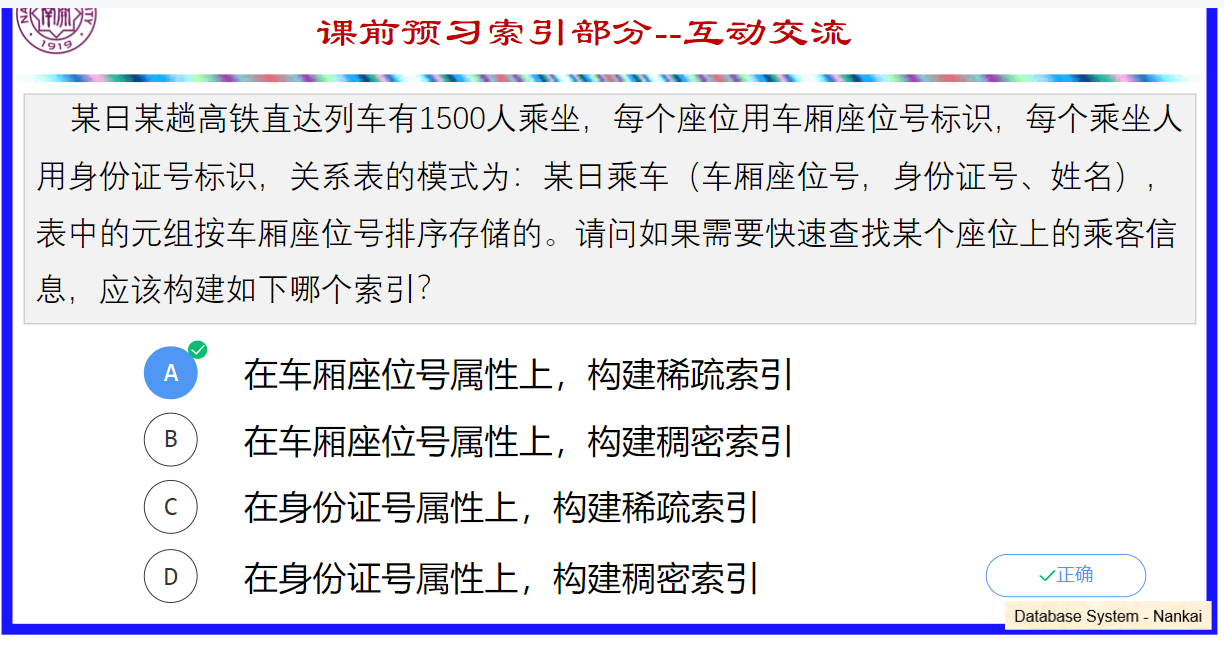 1919
课前预习索引部分--互动交流
某日某趟高铁直达列车有1500人乘坐，每个座位用车厢座位号标识，每个乘坐人
用身份证号标识，关系表的模式为：某日乘车（车厢座位号，身份证号、姓名），
表中的元组按车厢座位号排序存储的。请问如果需要快速查找某个座位上的乘客信
息，应该构建如下哪个索引？
A 在车厢座位号属性上，构建稀疏索引
B 在车厢座位号属性上，构建稠密索引
C 在身份证号属性上，构建稀疏索引
D 在身份证号属性上，构建稠密索引
正确
Database System - Nankai